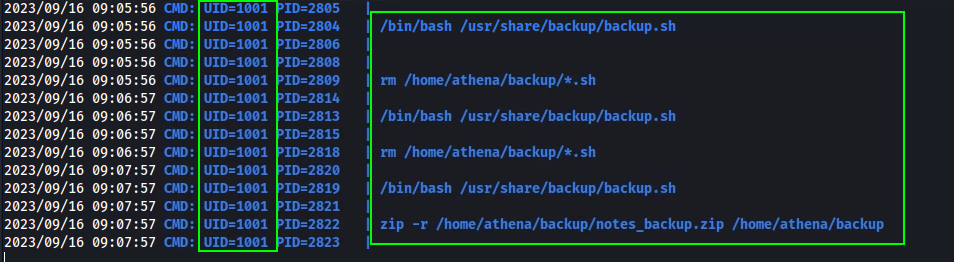 2023/09/16 09:05:56 CMD: UID=1001 PID=2805 |
2023/09/16 09:05:56 CMD: UID=1001 PID=2804 | /bin/bash /usr/share/backup/backup.sh
2023/09/16 09:05:56 CMD: UID=1001 PID=2806 |
2023/09/16 09:05:56 CMD: UID=1001 PID=2808 |
2023/09/16 09:05:56 CMD: UID=1001 PID=2809 | rm /home/athena/backup/*.sh
2023/09/16 09:06:57 CMD: UID=1001 PID=2814 |
2023/09/16 09:06:57 CMD: UID=1001 PID=2813 | /bin/bash /usr/share/backup/backup.sh
2023/09/16 09:06:57 CMD: UID=1001 PID=2815 |
2023/09/16 09:06:57 CMD: UID=1001 PID=2818 | rm /home/athena/backup/*.sh
2023/09/16 09:07:57 CMD: UID=1001 PID=2820 |
2023/09/16 09:07:57 CMD: UID=1001 PID=2819 | /bin/bash /usr/share/backup/backup.sh
2023/09/16 09:07:57 CMD: UID=1001 PID=2821 |
2023/09/16 09:07:57 CMD: UID=1001 PID=2822 | zip -r /home/athena/backup/notes_backup.zip /home/athena/backup
2023/09/16 09:07:57 CMD: UID=1001 PID=2823 |